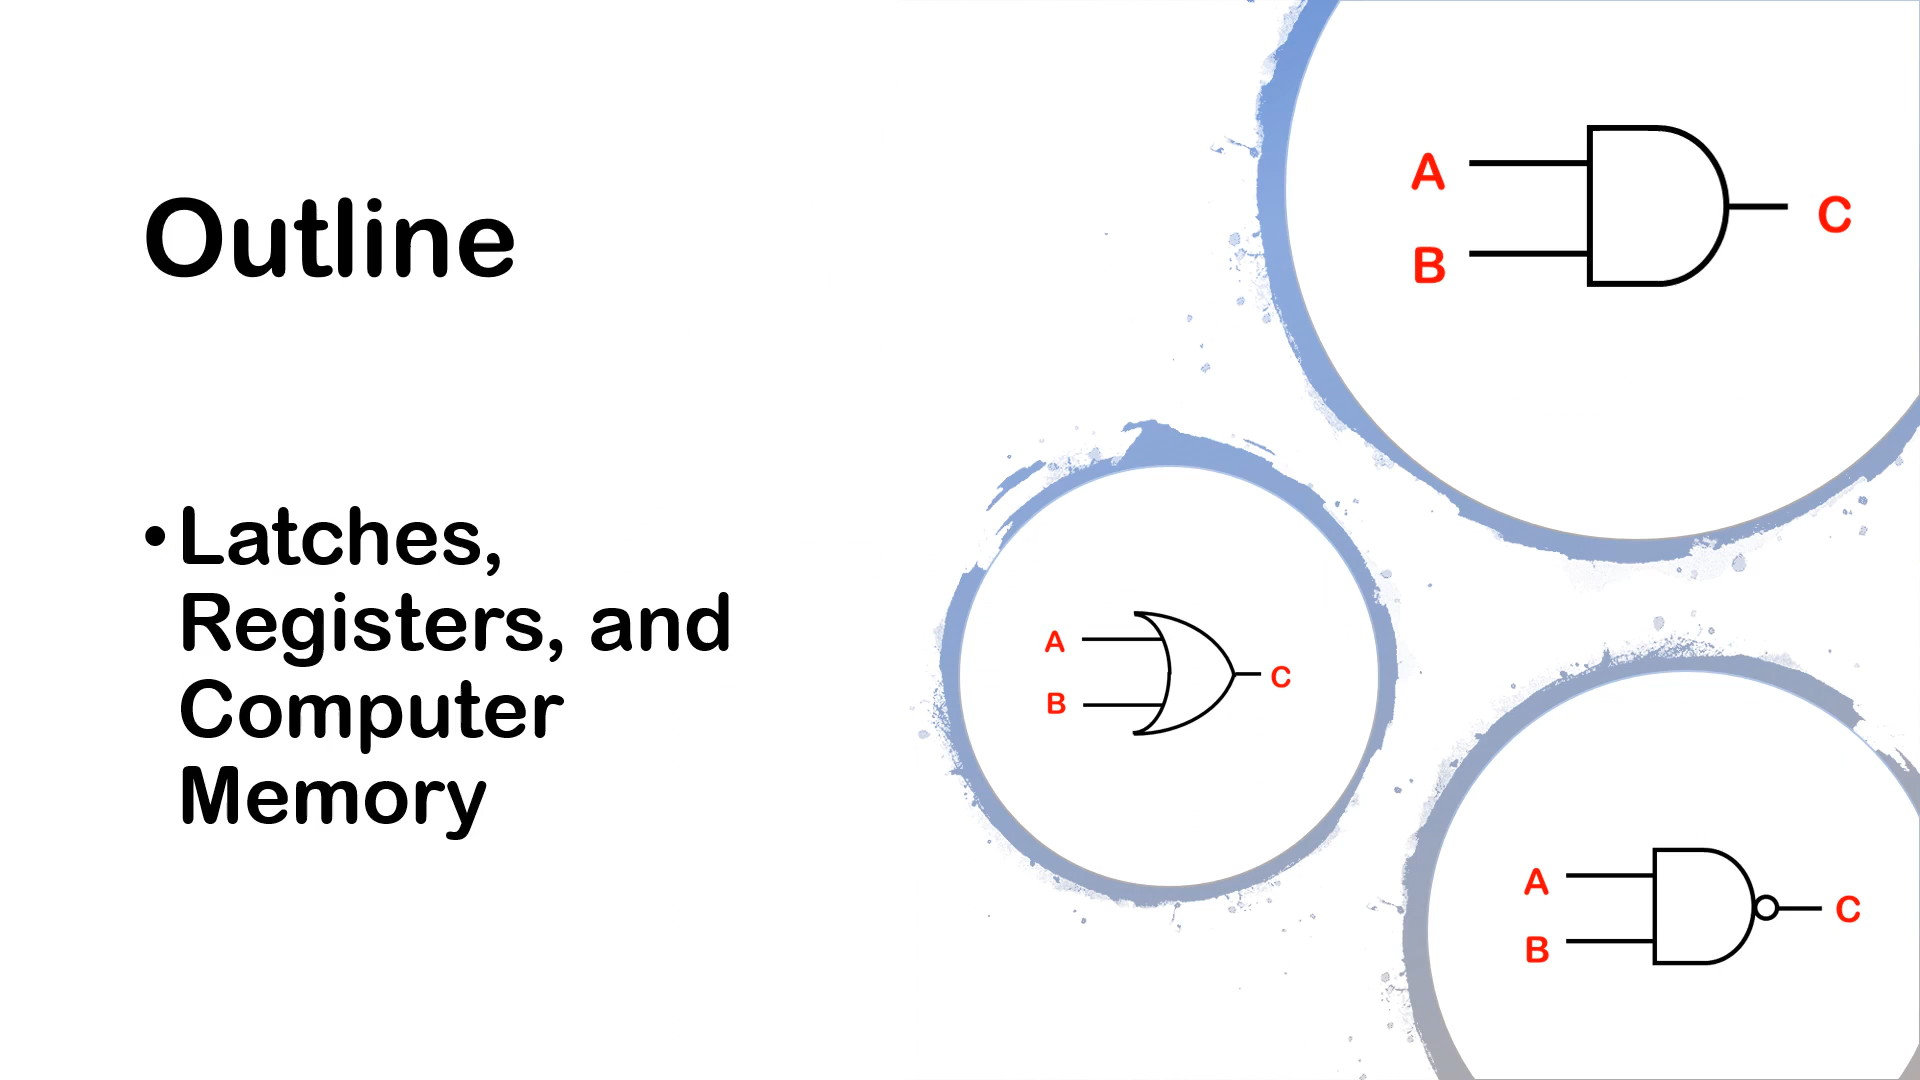 Outline
• Latches,
Registers, and
Computer
Memory
A
B
C
A
B
C
A
B
C